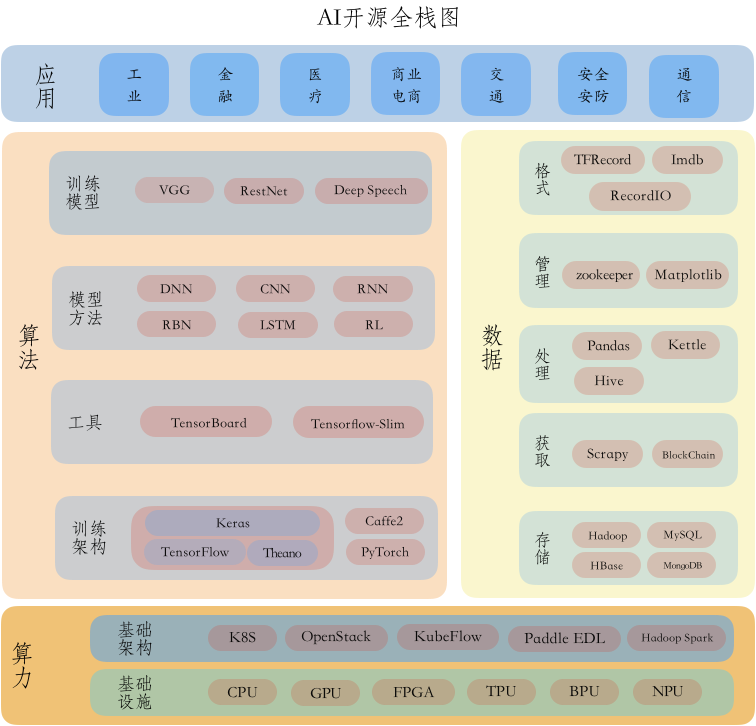 AI开源全栈图
应用
工业
金融
医疗
商业电商
交通
安全安防
通信
算法
训练模型
VGG
RestNet
Deep Speech
模型方法
DNN
CNN
RNN
RBN
LSTM
RL
工具
TensorBoard
Tensorflow-Slim
训练架构
Keras
TensorFlow
Theano
Caffe2
PyTorch
数据
格式
TFRecord
Imdb
RecordIO
管理
zookeeper
Matplotlib
处理
Pandas
Kettle
Hive
获取
Scrapy
BlockChain
存储
Hadoop
MySQL
HBase
MongoDB
算力
基础架构
K8S
OpenStack
KubeFlow
Paddle EDL
Hadoop Spark
基础设施
CPU
GPU
FPGA
TPU
BPU
NPU